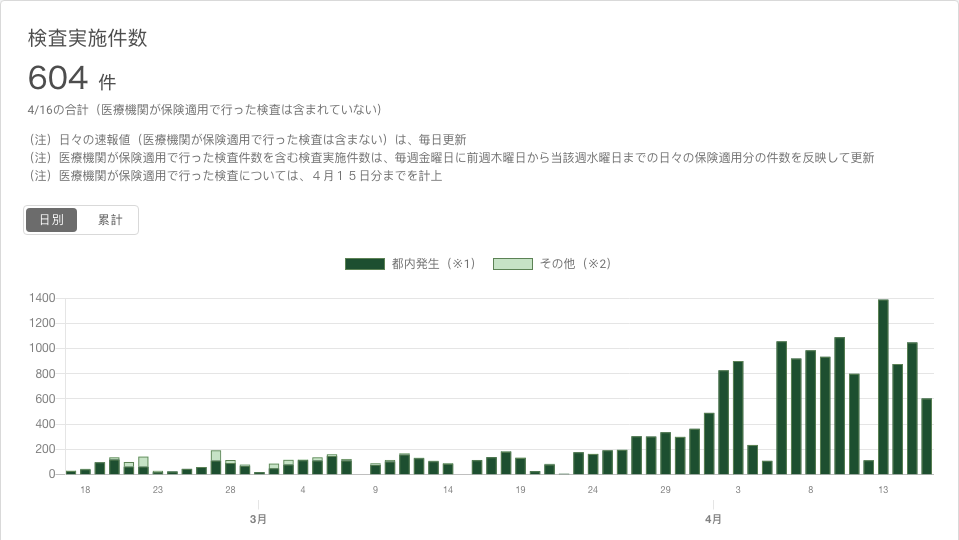 検査実施件数
604 件
4/16の合計（医療機関が保険適用で行った検査は含まれていない）
（注）日々の速報値（医療機関が保険適用で行った検査は含まない）は、毎日更新
（注）医療機関が保険適用で行った検査件数を含む検査実施件数は、毎週金曜日に前週木曜日から当該週水曜日までの日々の保険適用分の件数を反映して更新
（注）医療機関が保険適用で行った検査については、４月１５日分までを計上
日別 累計
都内発生（※1） その他（※2）
1400
1200
1000
800
600
400
200
0
18 23 28 4 9 14 19 24 29 3 8 13
3月 4月